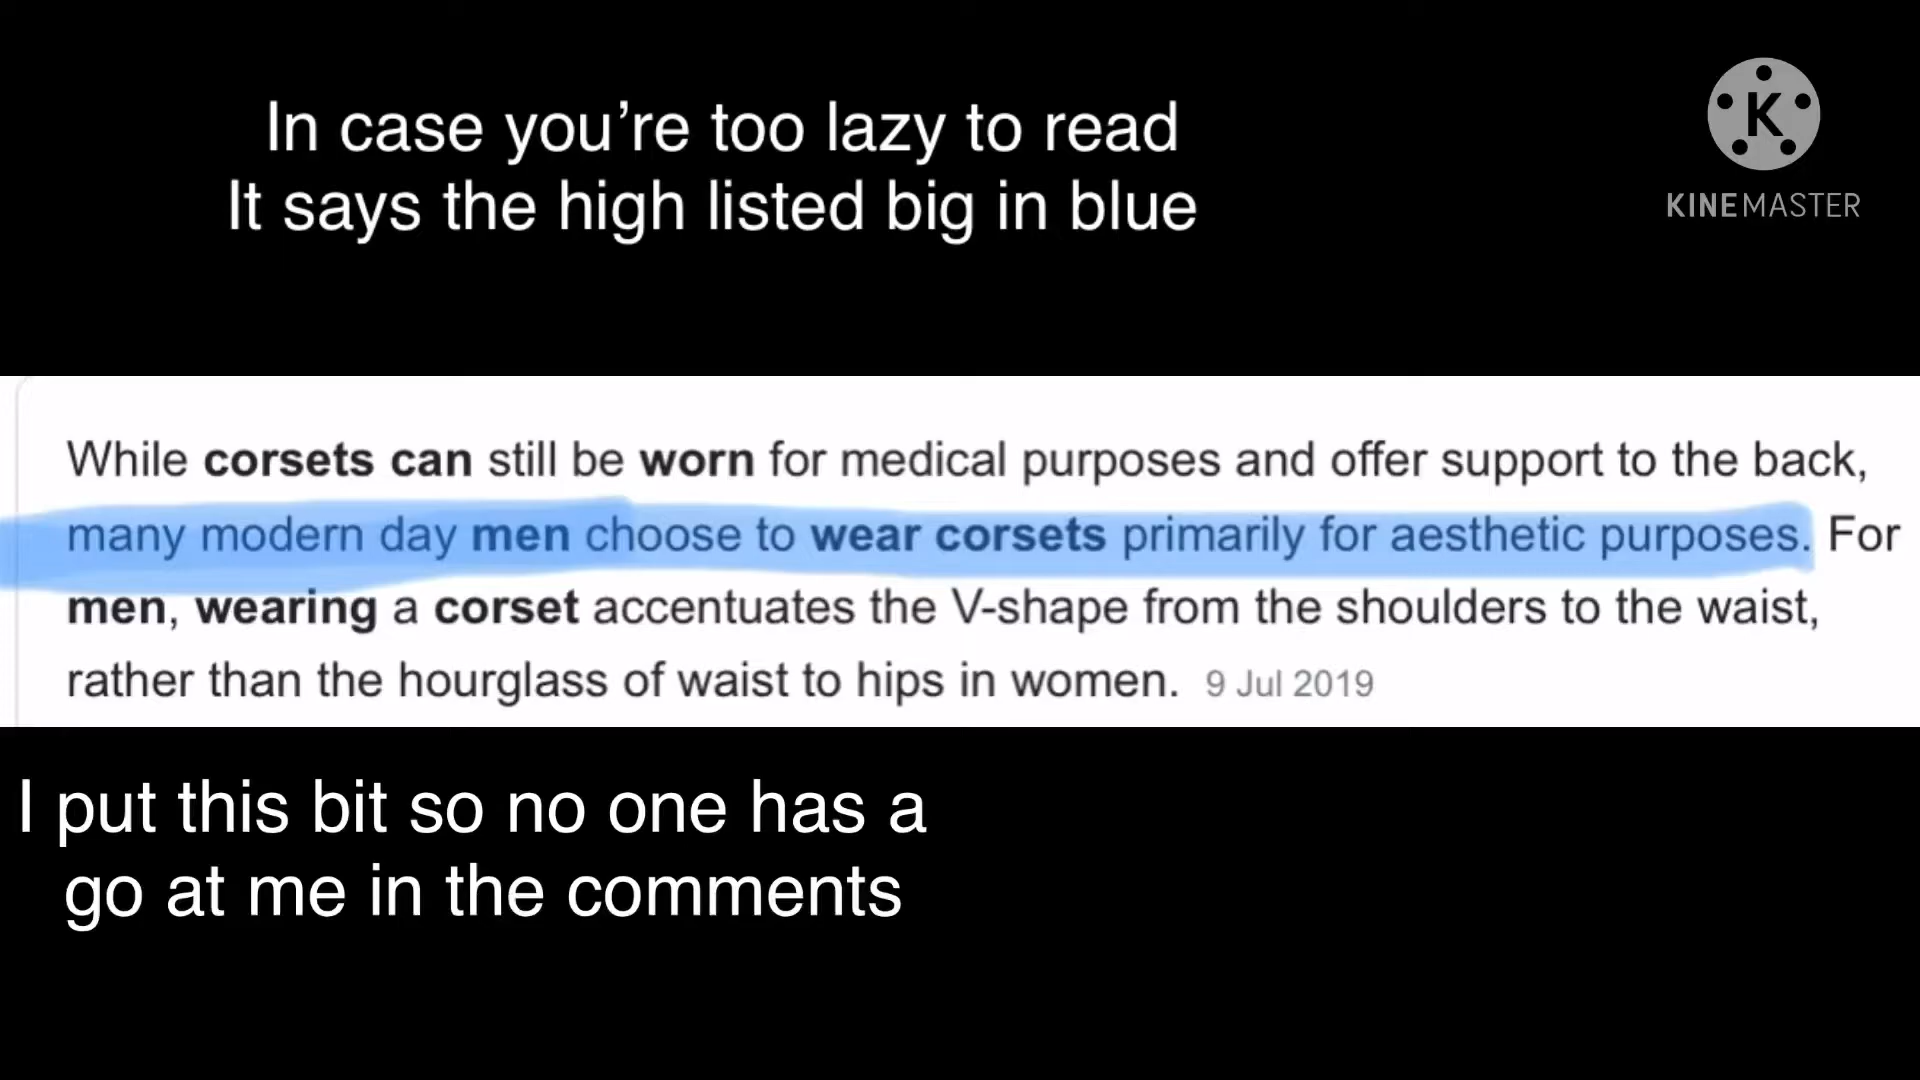 In case you’re too lazy to read
It says the high listed big in blue
K
KINEMASTER
While corsets can still be worn for medical purposes and offer support to the back,
many modern day men choose to wear corsets primarily for aesthetic purposes. For
men, wearing a corset accentuates the V-shape from the shoulders to the waist,
rather than the hourglass of waist to hips in women. 9 Jul 2019
I put this bit so no one has a
go at me in the comments